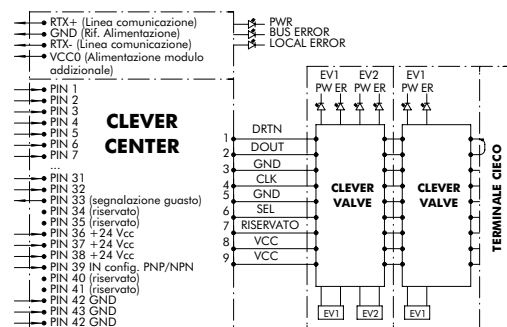 RTX+ (Linea comunicazione)
GND (Rif. Alimentazione)
RTX- (Linea comunicazione)
VCC0 (Alimentazione modulo
addizionale)
PWR
BUS ERROR
LOCAL ERROR
PIN 1
PIN 2
PIN 3
PIN 4
PIN 5
PIN 6
PIN 7
...
PIN 31
PIN 32
PIN 33 (segnalazione guasto)
PIN 34 (riservato)
PIN 35 (riservato)
PIN 36 +24 Vcc
PIN 37 +24 Vcc
PIN 38 +24 Vcc
PIN 39 IN config. PNP/NPN
PIN 40 (riservato)
PIN 41 (riservato)
PIN 42 GND
PIN 43 GND
PIN 42 GND
CLEVER
CENTER
1 DRTN
2 DOUT
3 GND
4 CLK
5 GND
6 SEL
7 RISERVATO
8 VCC
9 VCC
EV1 EV2
PW ER PW ER
CLEVER
VALVE
EV1 EV2
EV1
PW ER
CLEVER
VALVE
EV1
TERMINALE CIECO